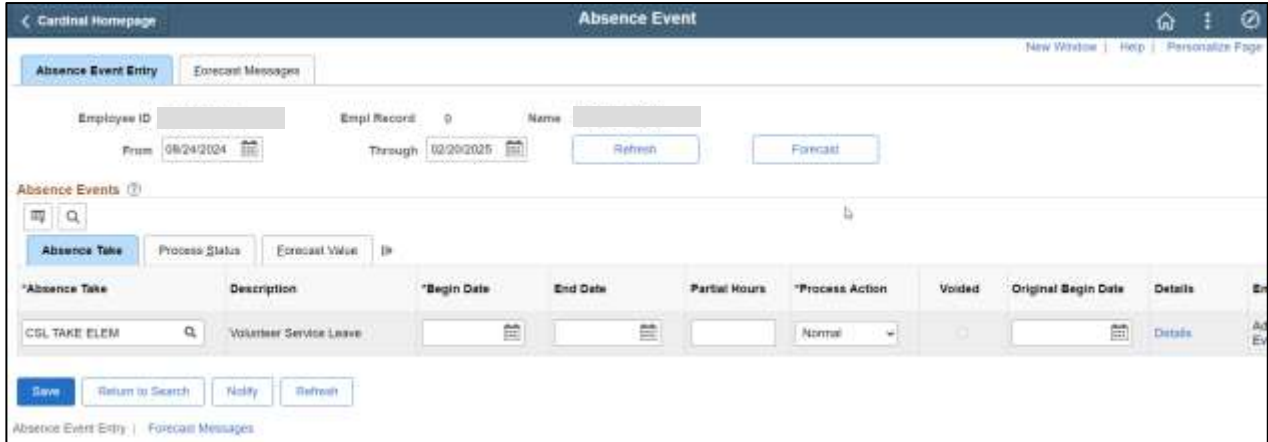 Cardinal Homepage Absence Event
New Window | Help | Personalize Page
Absence Event Entry Forecast Messages
Employee ID Empl Record 0 Name
From 08/24/2024 Through 02/20/2025 Refresh Forecast
Absence Events
Absence Take Process Status Forecast Value
*Absence Take Description *Begin Date End Date Partial Hours *Process Action Voided Original Begin Date Details En
CSL TAKE ELEM Volunteer Service Leave Normal Details Ad
Ev
Save Return to Search Notify Refresh
Absence Event Entry | Forecast Messages